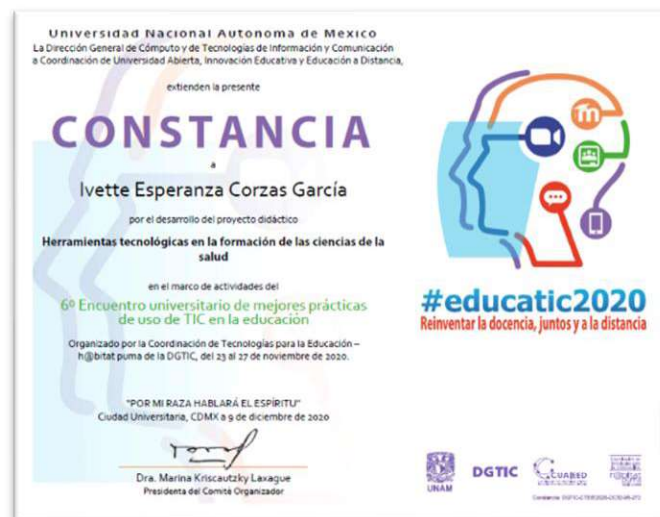 Universidad Nacional Autonoma de Mexico
La Dirección General de Cómputo y de Tecnologías de Información y Comunicación
a Coordinación de Universidad Abierta, Innovación Educativa y Educación a Distancia,
extienden la presente
CONSTANCIA
a
Ivette Esperanza Corzas García
por el desarrollo del proyecto didáctico
Herramientas tecnológicas en la formación de las ciencias de la
salud
en el marco de actividades del
6º Encuentro universitario de mejores prácticas
de uso de TIC en la educación
Organizado por la Coordinación de Tecnologías para la Educación –
h@bitat puma de la DGTIC, del 23 al 27 de noviembre de 2020.
"POR MI RAZA HABLARÁ EL ESPÍRITU"
Ciudad Universitaria, CDMX a 9 de diciembre de 2020
Dra. Marina Kriscautzky Laxague
Presidenta del Comité Organizador
#educatic2020
Reinventar la docencia, juntos y a la distancia
UNAM
DGTIC
CUAIEED